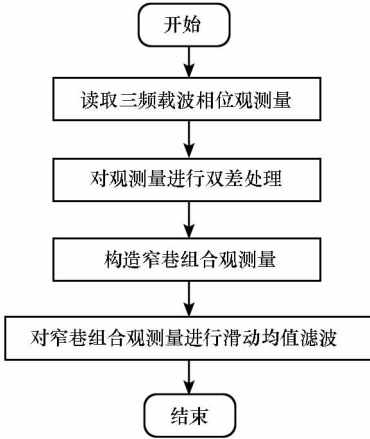 开始
读取三频载波相位观测量
对观测量进行双差处理
构造窄巷组合观测量
对窄巷组合观测量进行滑动均值滤波
结束